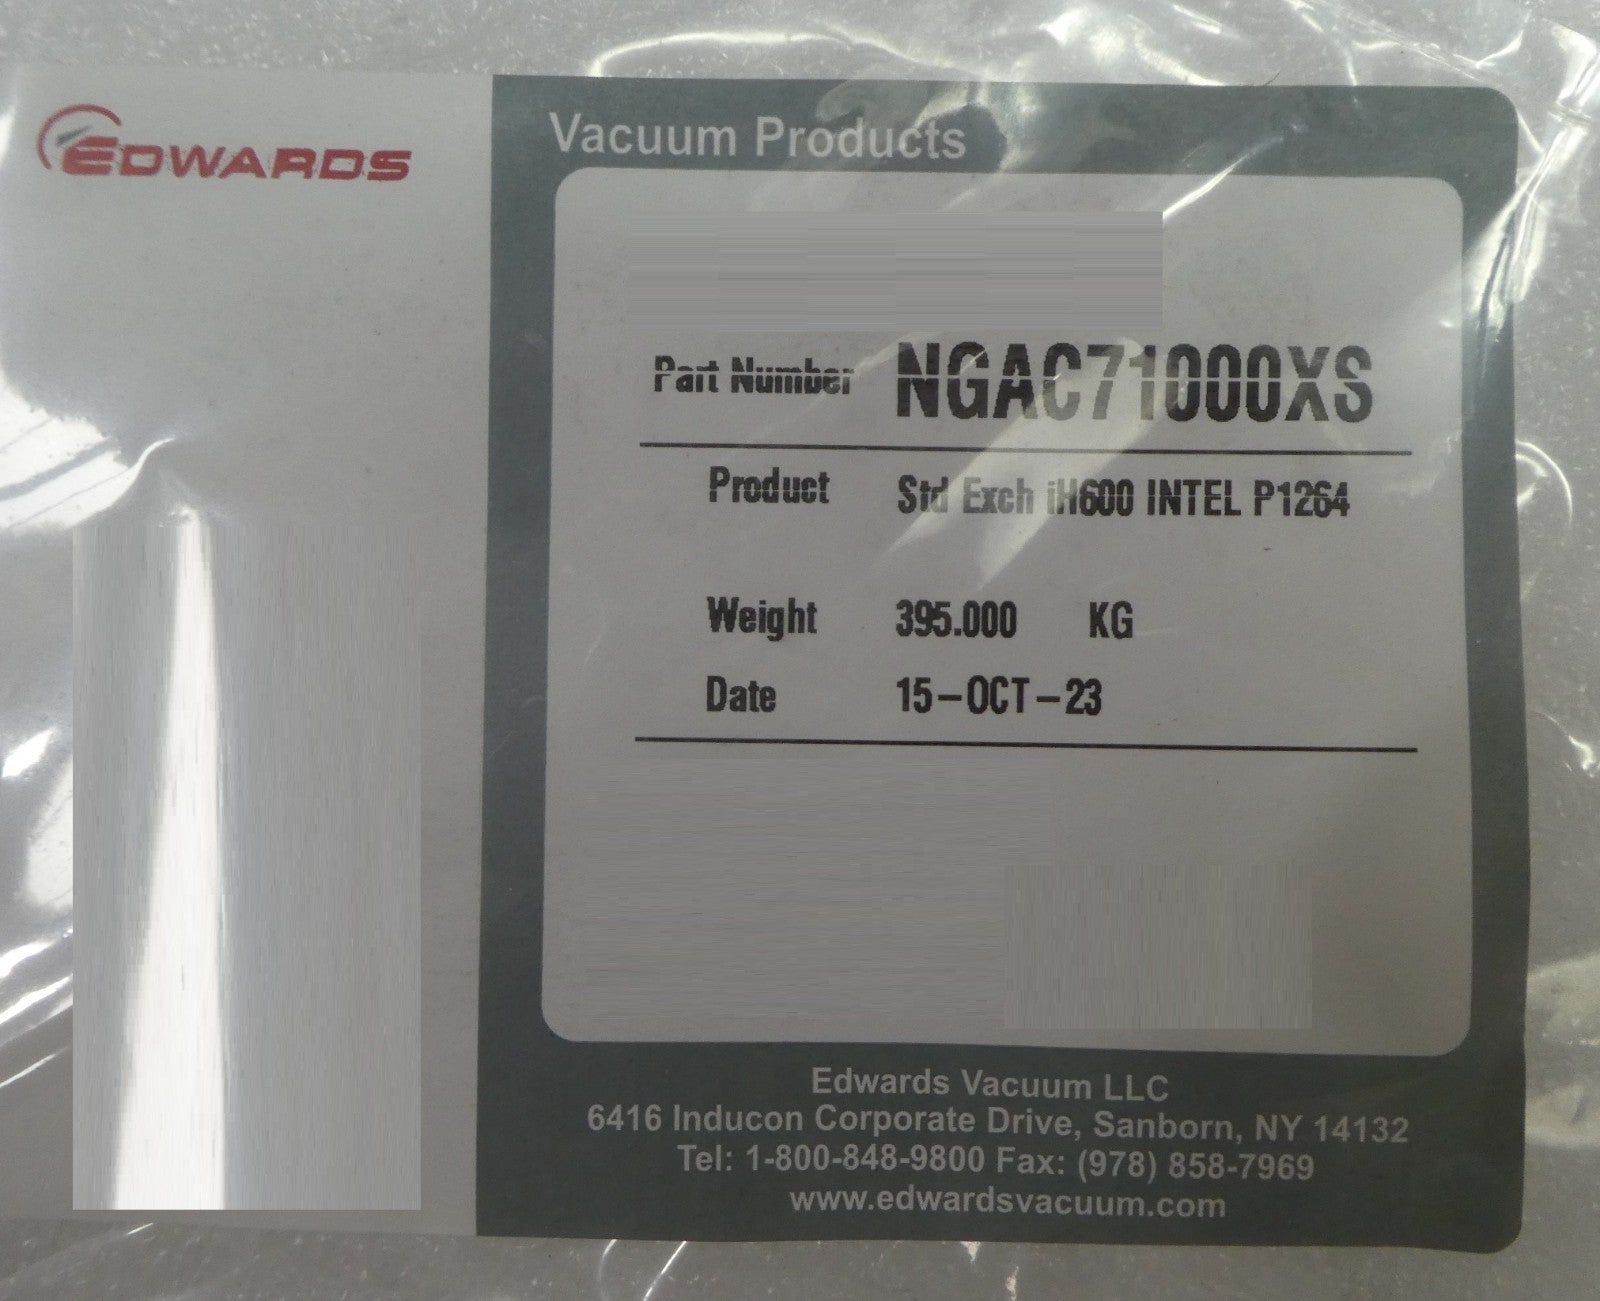 EDWARDS
Vacuum Products
Part Number NGAC71000XS
Product Std Exch iH600 INTEL P1264
Weight 395.000 KG
Date 15-OCT-23
Edwards Vacuum LLC
6416 Inducon Corporate Drive, Sanborn, NY 14132
Tel: 1-800-848-9800 Fax: (978) 858-7969
www.edwardsvacuum.com